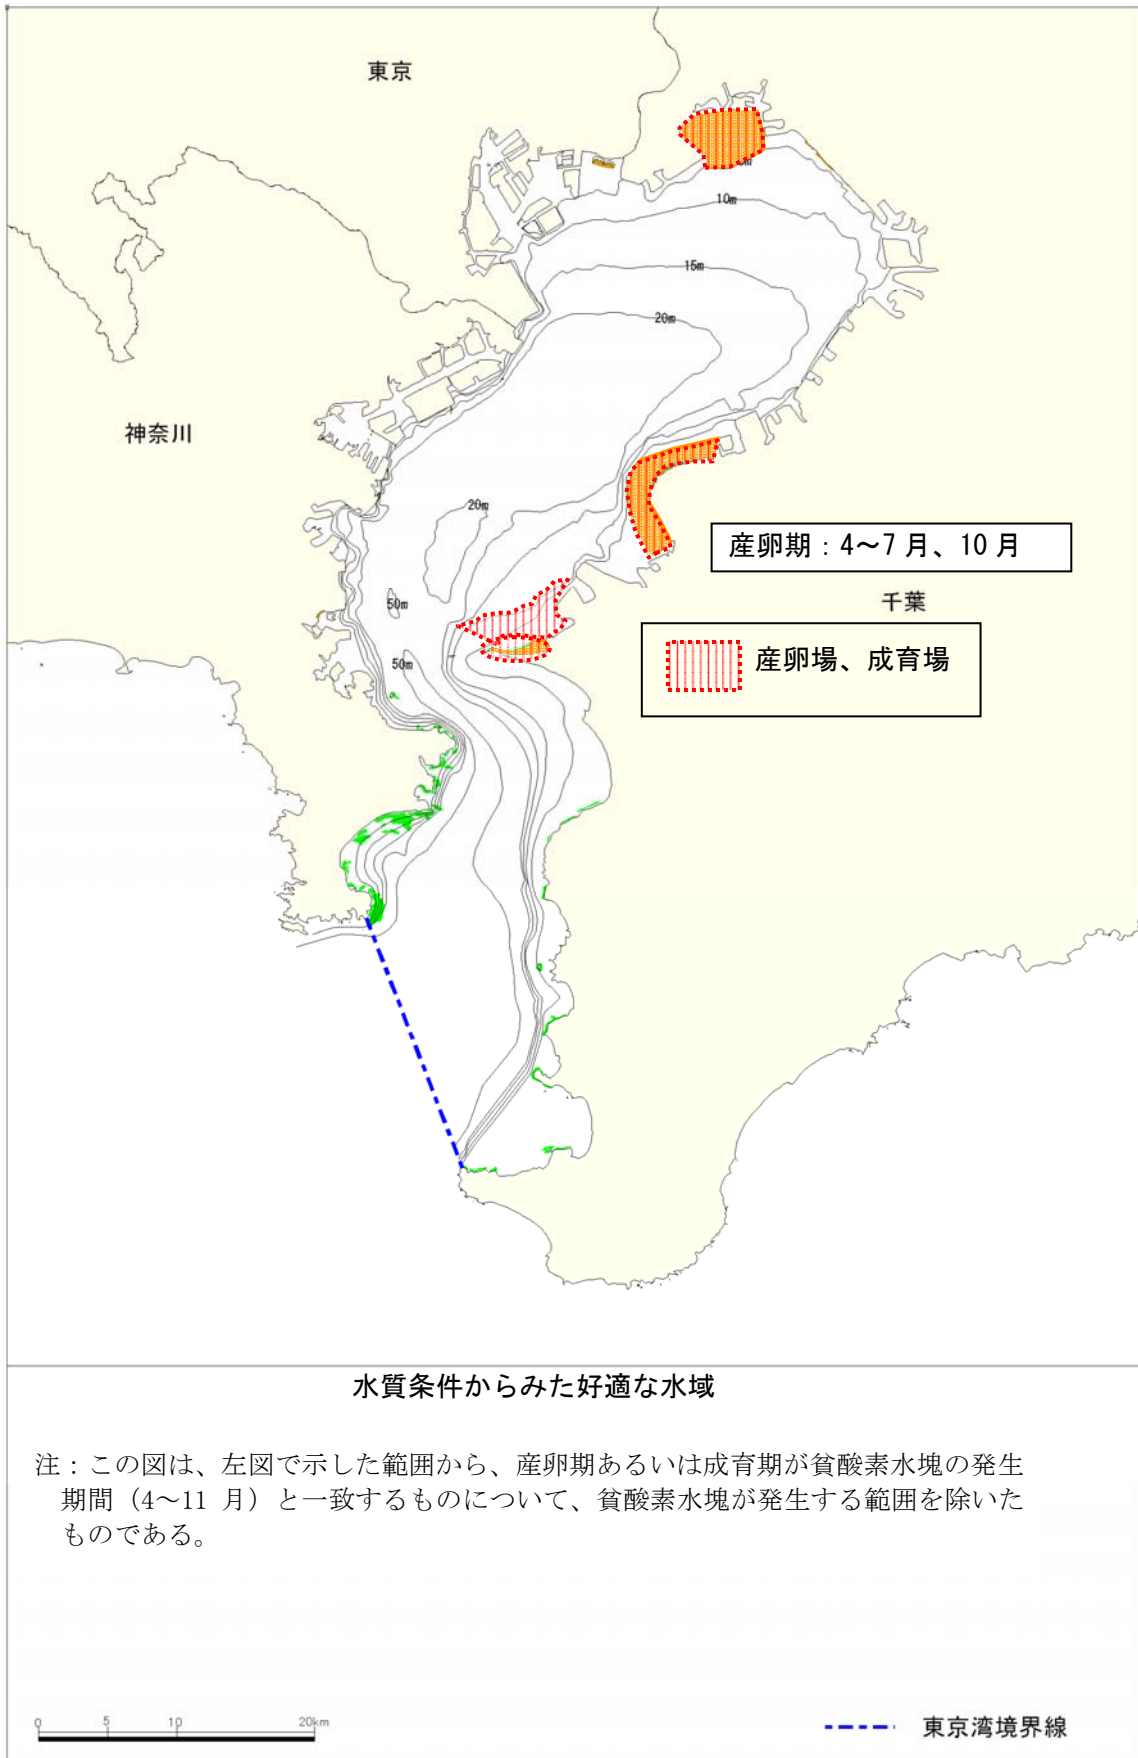 東京
10m
15m
20m
神奈川
20m
産卵期：4～7 月、10 月
千葉
50m
50m
産卵場、成育場
水質条件からみた好適な水域
注：この図は、左図で示した範囲から、産卵期あるいは成育期が貧酸素水塊の発生
期間（4～11 月）と一致するものについて、貧酸素水塊が発生する範囲を除いた
ものである。
0 5 10 20km
東京湾境界線